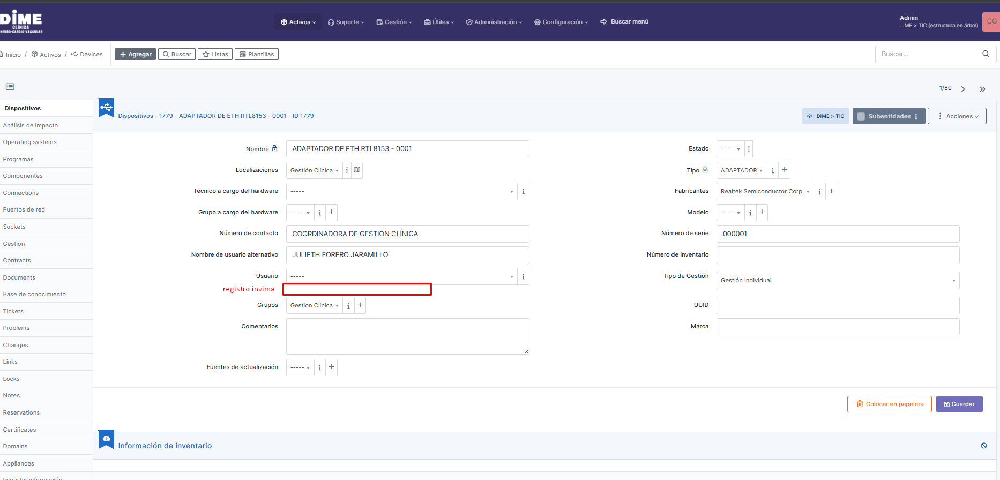 DIME
CLíNICA
NEURO-CARDIO-VASCULAR
Activos
Soporte
Gestión
Útiles
Administración
Configuración
Buscar menú
Admin
...ME > TIC (estructura en árbol)
CG
Inicio / Activos / Devices
Agregar
Buscar
Listas
Plantillas
Buscar...
1/50
Dispositivos
Análisis de impacto
Operating systems
Programas
Componentes
Connections
Puertos de red
Sockets
Gestión
Contracts
Documents
Base de conocimiento
Tickets
Problems
Changes
Links
Locks
Notes
Reservations
Certificates
Domains
Appliances
Importar información
Dispositivos - 1779 - ADAPTADOR DE ETH RTL8153 - 0001 - ID 1779
DIME > TIC
Subentidades i
Acciones
Nombre
ADAPTADOR DE ETH RTL8153 - 0001
Localizaciones
Gestión Clínica
Técnico a cargo del hardware
-----
Grupo a cargo del hardware
-----
Número de contacto
COORDINADORA DE GESTIÓN CLÍNICA
Nombre de usuario alternativo
JULIETH FORERO JARAMILLO
Usuario
-----
registro invima
Grupos
Gestion Clinica
Comentarios
Fuentes de actualización
-----
Estado
-----
Tipo
ADAPTADOR
Fabricantes
Realtek Semiconductor Corp.
Modelo
-----
Número de serie
000001
Número de inventario
Tipo de Gestión
Gestión individual
UUID
Marca
Colocar en papelera
Guardar
Información de inventario